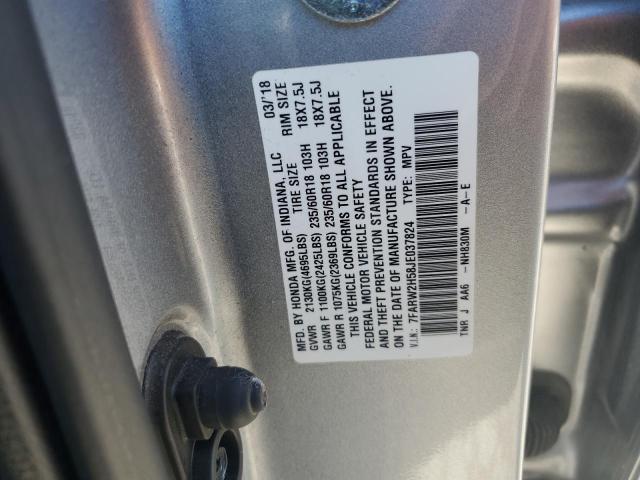 MFD. BY HONDA MFG. OF INDIANA, LLC 03/'18
GVWR 2130KG(4695LBS) TIRE SIZE RIM SIZE
GAWR F 1100KG(2425LBS) 235/60R18 103H 18X7.5J
GAWR R 1075KG(2369LBS) 235/60R18 103H 18X7.5J
THIS VEHICLE CONFORMS TO ALL APPLICABLE
FEDERAL MOTOR VEHICLE SAFETY
AND THEFT PREVENTION STANDARDS IN EFFECT
ON THE DATE OF MANUFACTURE SHOWN ABOVE.
V.I.N.: 7FARW2H58JE037824 TYPE: MPV
TNR J AA6 -NH830M -A-E